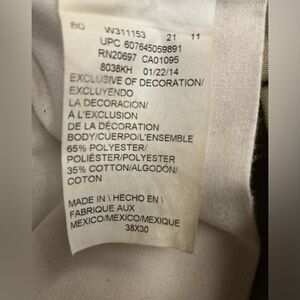 80 W311153 21 11
UPC 607645059891
RN20697 CA01095
8038KH 01/22/14
EXCLUSIVE OF DECORATION/
EXCLUYENDO
LA DECORACIÓN/
À L'EXCLUSION
DE LA DÉCORATION
BODY/CUERPO/L'ENSEMBLE
65% POLYESTER/
POLIÉSTER/POLYESTER
35% COTTON/ALGODÓN/
COTON
MADE IN \ HECHO EN \
FABRIQUE AUX
MEXICO/MEXICO/MEXIQUE
38X30